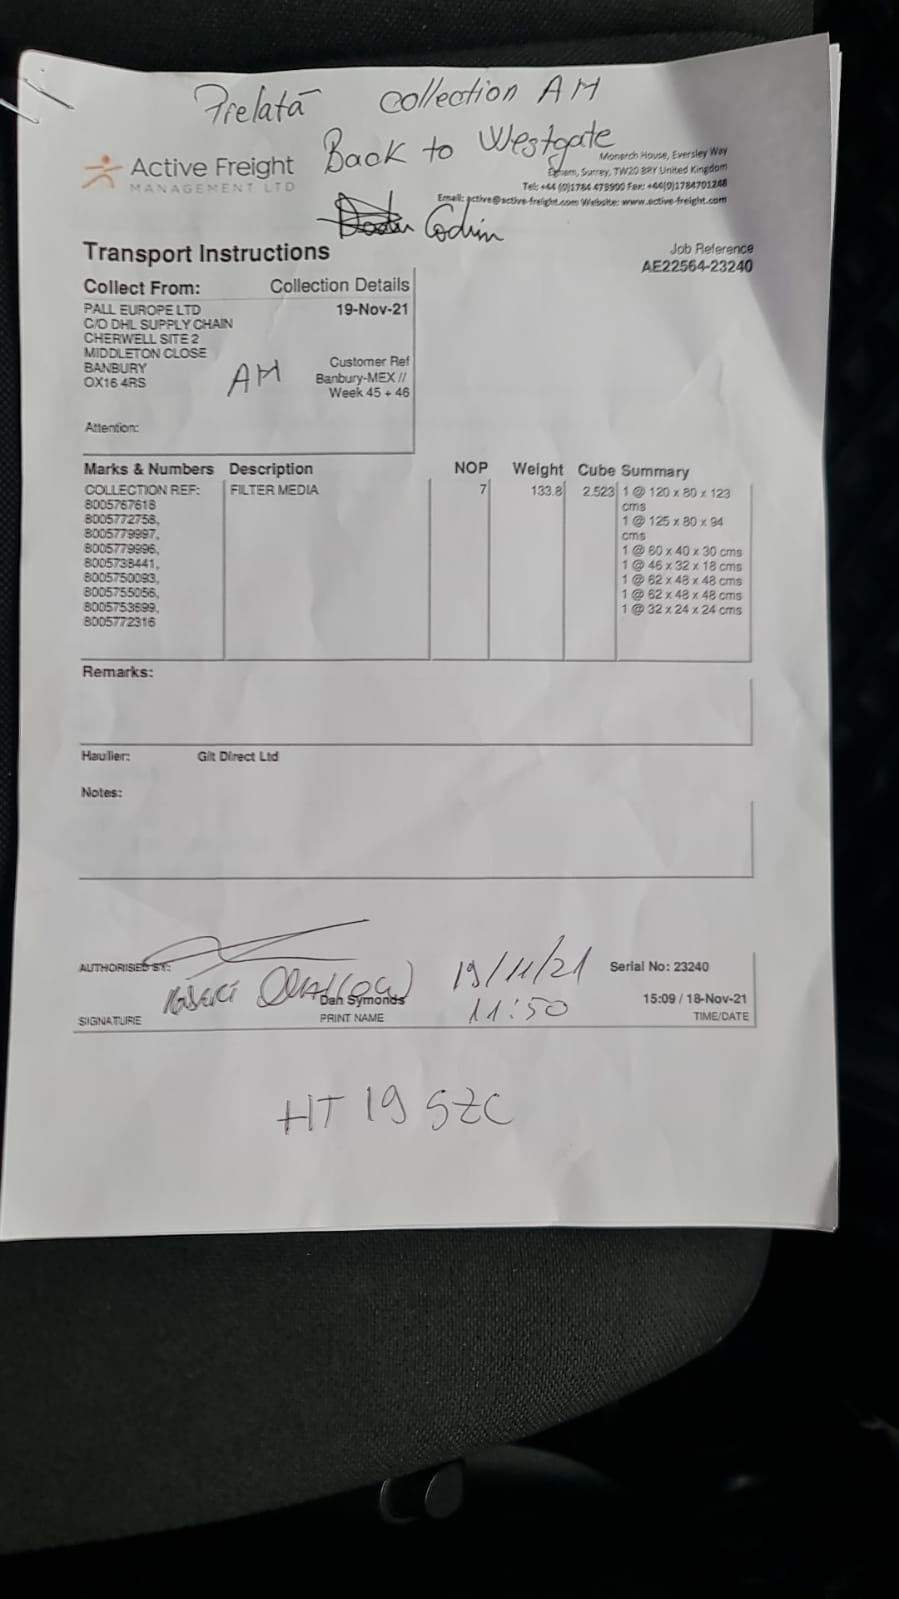 Prelată collection AM
Back to Westgate
Active Freight
MANAGEMENT LTD
Monarch House, Eversley Way
Egham, Surrey, TW20 8RY United Kingdom
Tel: +44 (0)1784 479900 Fax: +44(0)1784701248
Email: active@active-freight.com Website: www.active-freight.com
Codrin
Transport Instructions
Job Reference
AE22564-23240
Collect From: Collection Details
PALL EUROPE LTD 19-Nov-21
C/O DHL SUPPLY CHAIN
CHERWELL SITE 2
MIDDLETON CLOSE
BANBURY
OX16 4RS
AM
Customer Ref
Banbury-MEX //
Week 45 + 46
Attention:
Marks & Numbers Description NOP Weight Cube Summary
COLLECTION REF: FILTER MEDIA 7 133.8 2.523 1 @ 120 x 80 x 123
8005767618 cms
8005772758, 1 @ 125 x 80 x 94
8005779997, cms
8005779996, 1 @ 60 x 40 x 30 cms
8005738441, 1 @ 46 x 32 x 18 cms
8005750093, 1 @ 62 x 48 x 48 cms
8005755056, 1 @ 62 x 48 x 48 cms
8005753699, 1 @ 32 x 24 x 24 cms
8005772316
Remarks:
Haulier: Git Direct Ltd
Notes:
AUTHORISED BY:
19/11/21
Serial No: 23240
Dan Symonds
11:50
15:09 / 18-Nov-21
SIGNATURE PRINT NAME TIME/DATE
HT19 SZC